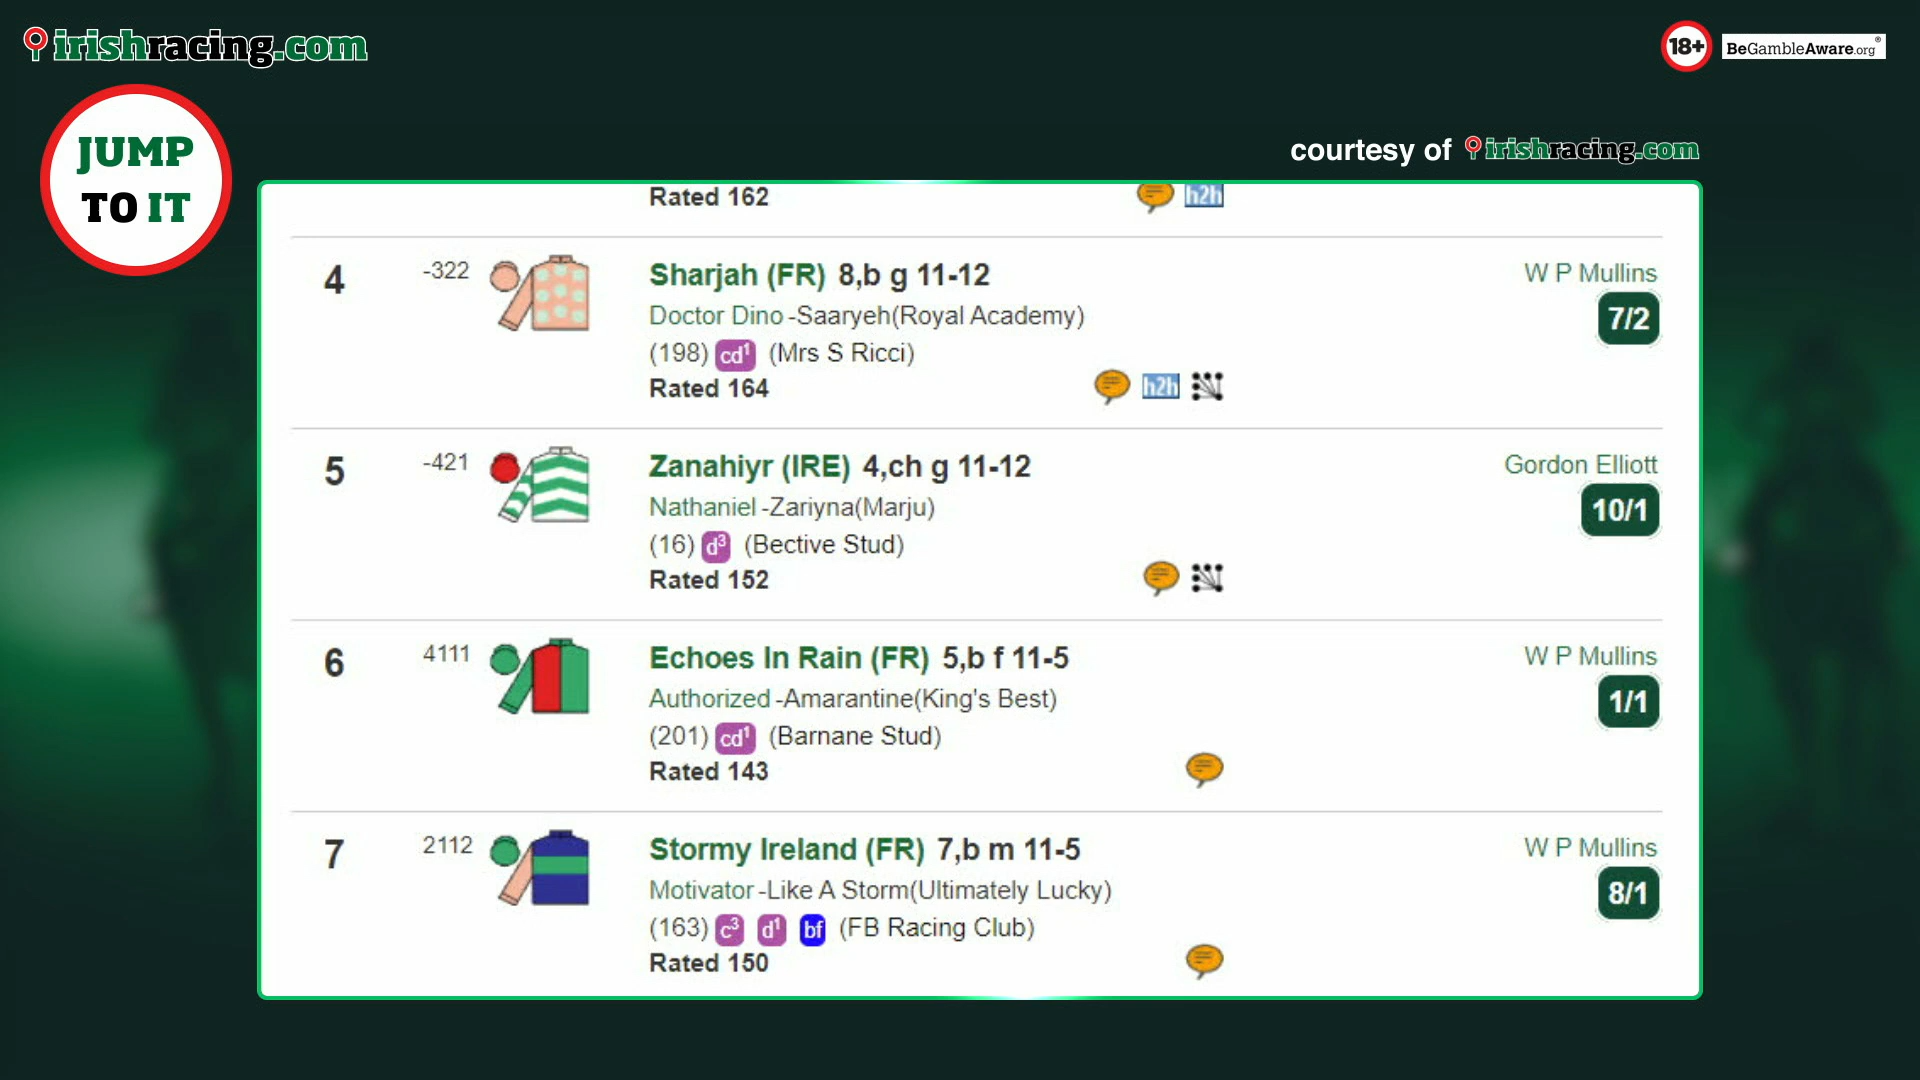 irishracing.com
18+ BeGambleAware.org®
JUMP
TO IT
courtesy of irishracing.com
Rated 162 h2h
4 -322 Sharjah (FR) 8,b g 11-12 W P Mullins
Doctor Dino -Saaryeh(Royal Academy) 7/2
(198) cd1 (Mrs S Ricci)
Rated 164 h2h
5 -421 Zanahiyr (IRE) 4,ch g 11-12 Gordon Elliott
Nathaniel -Zariyna(Marju) 10/1
(16) d3 (Bective Stud)
Rated 152
6 4111 Echoes In Rain (FR) 5,b f 11-5 W P Mullins
Authorized -Amarantine(King's Best) 1/1
(201) cd1 (Barnane Stud)
Rated 143
7 2112 Stormy Ireland (FR) 7,b m 11-5 W P Mullins
Motivator -Like A Storm(Ultimately Lucky) 8/1
(163) c3 d1 bf (FB Racing Club)
Rated 150